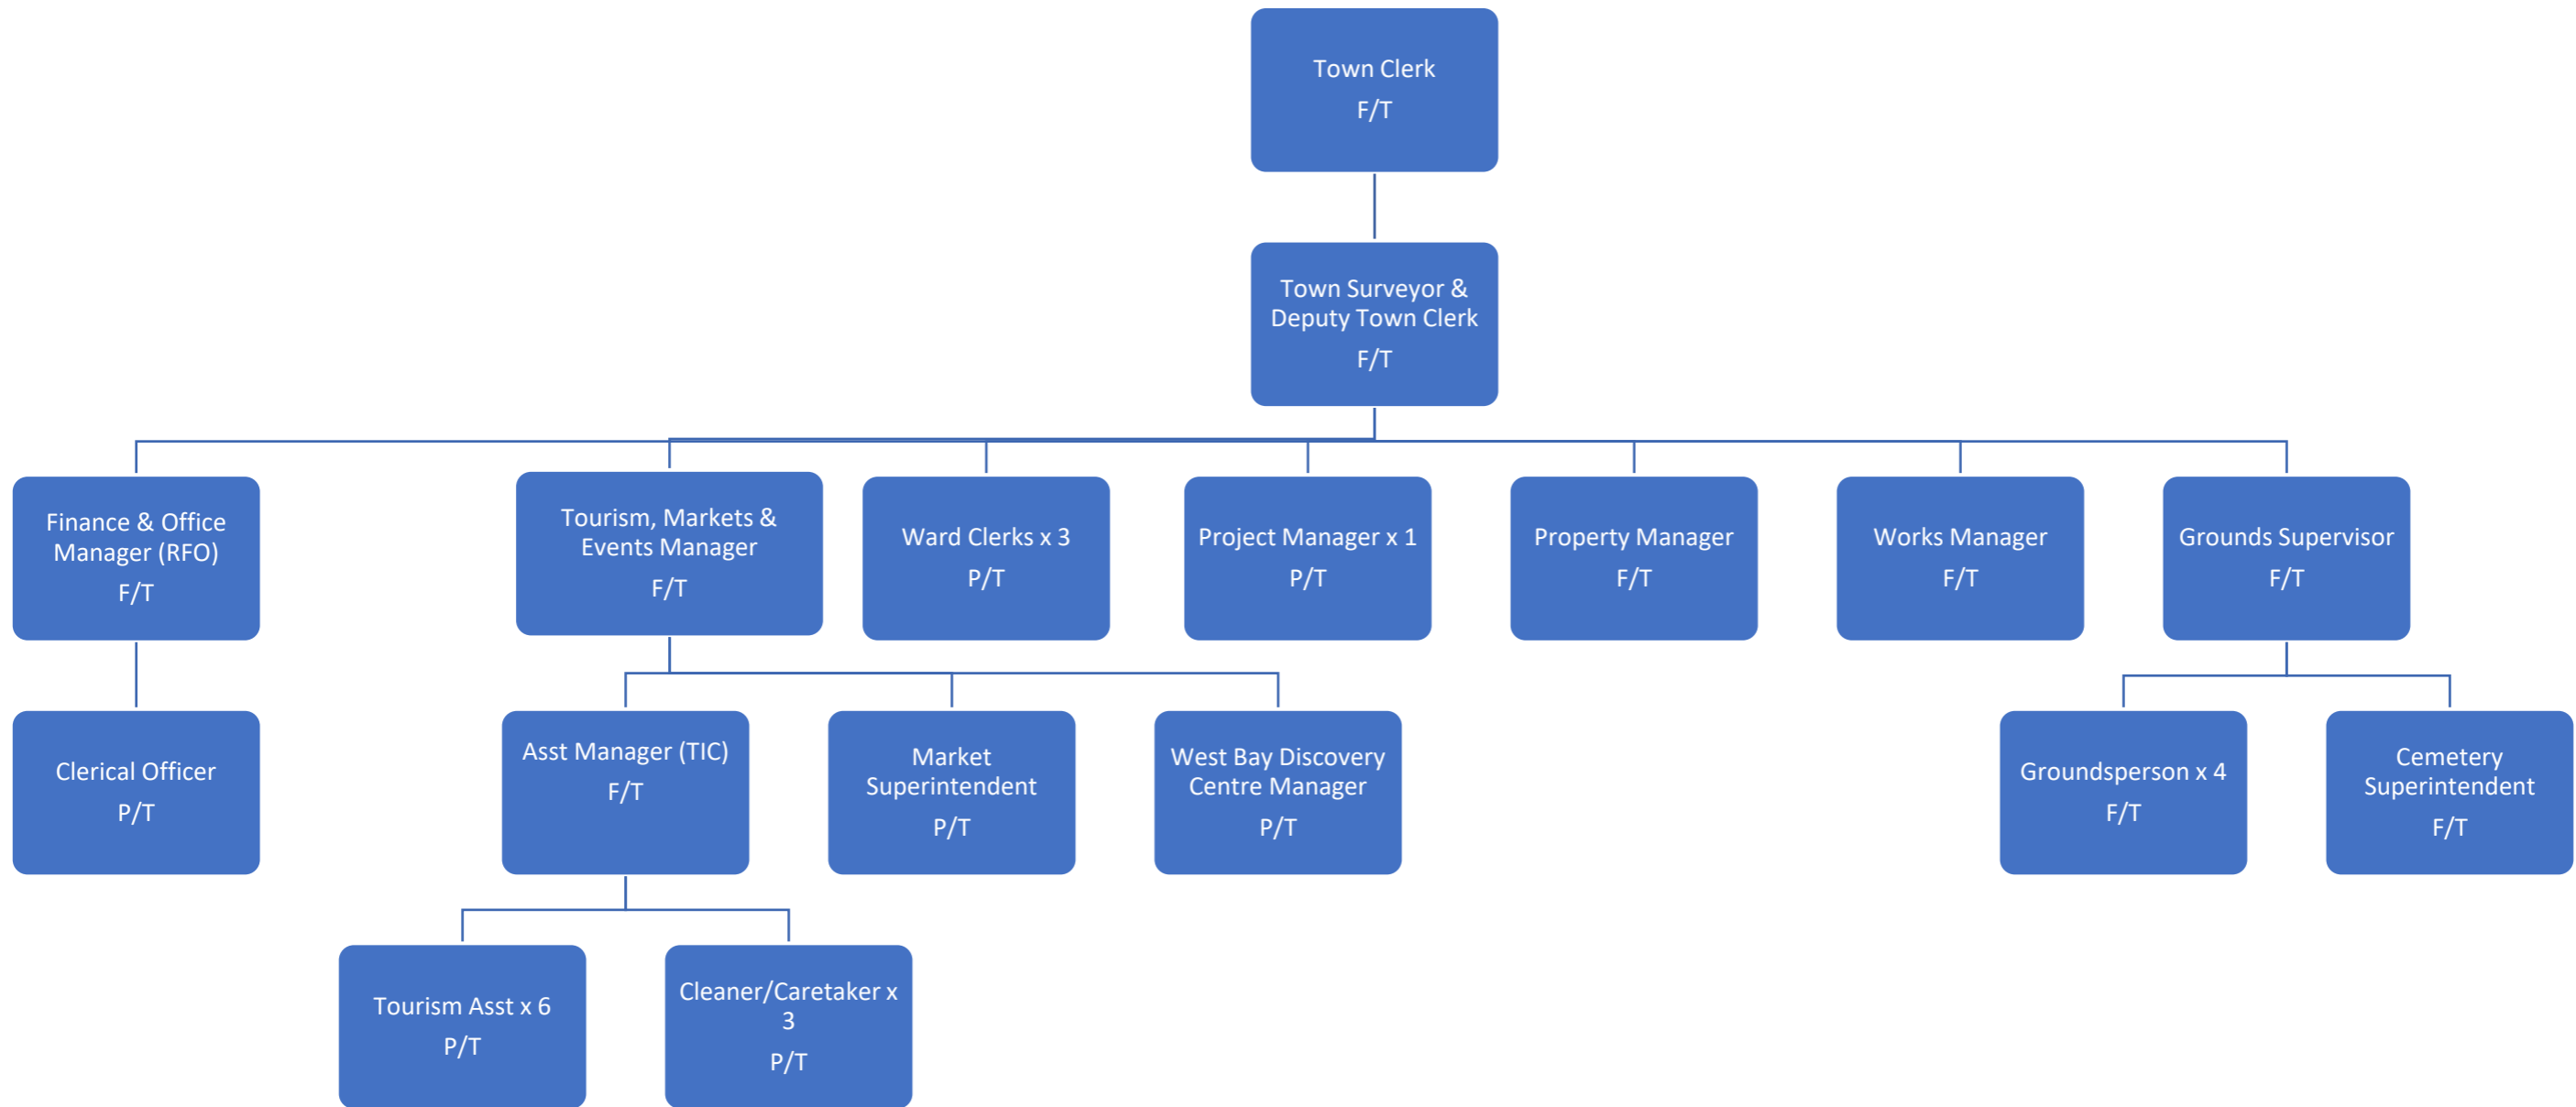 Town Clerk
F/T
Town Surveyor &
Deputy Town Clerk
F/T
Finance & Office
Manager (RFO)
F/T
Tourism, Markets &
Events Manager
F/T
Ward Clerks x 3
P/T
Project Manager x 1
P/T
Property Manager
F/T
Works Manager
F/T
Grounds Supervisor
F/T
Clerical Officer
P/T
Asst Manager (TIC)
F/T
Market
Superintendent
P/T
West Bay Discovery
Centre Manager
P/T
Groundsperson x 4
F/T
Cemetery
Superintendent
F/T
Tourism Asst x 6
P/T
Cleaner/Caretaker x
3
P/T